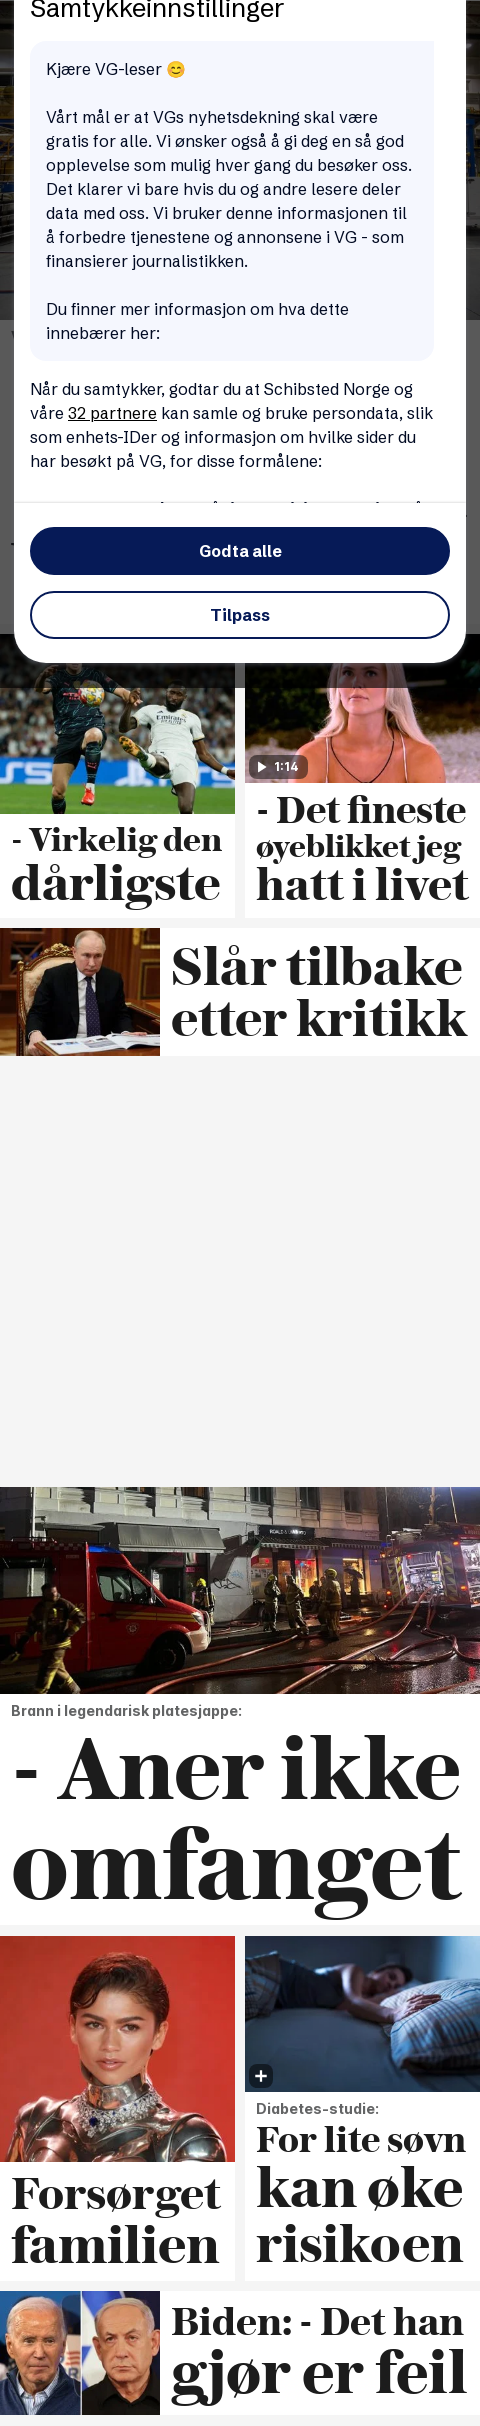 Samtykkeinnstillinger
Kjære VG-leser 😊
Vårt mål er at VGs nyhetsdekning skal være
gratis for alle. Vi ønsker også å gi deg en så god
opplevelse som mulig hver gang du besøker oss.
Det klarer vi bare hvis du og andre lesere deler
data med oss. Vi bruker denne informasjonen til
å forbedre tjenestene og annonsene i VG - som
finansierer journalistikken.
Du finner mer informasjon om hva dette
innebærer her:
Når du samtykker, godtar du at Schibsted Norge og
våre 32 partnere kan samle og bruke persondata, slik
som enhets-IDer og informasjon om hvilke sider du
har besøkt på VG, for disse formålene:
Godta alle
Tilpass
1:14
- Virkelig den
dårligste
- Det fineste
øyeblikket jeg
hatt i livet
Slår tilbake
etter kritikk
Brann i legendarisk platesjappe:
- Aner ikke
omfanget
Forsørget
familien
Diabetes-studie:
For lite søvn
kan øke
risikoen
Biden: - Det han
gjør er feil